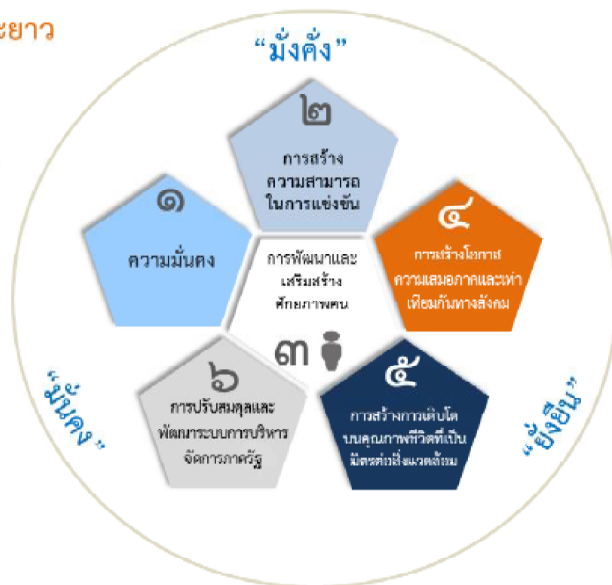 ะยาว
“มั่งคั่ง”
๒
การสร้าง
ความสามารถ
ในการแข่งขัน
๑
ความมั่นคง
๔
การสร้างโอกาส
ความเสมอภาคและเท่า
เทียมกันทางสังคม
การพัฒนาและ
เสริมสร้าง
ศักยภาพคน
๓
๖
การปรับสมดุลและ
พัฒนาระบบการบริหาร
จัดการภาครัฐ
๕
การสร้างการเติบโต
บนคุณภาพชีวิตที่เป็น
มิตรต่อสิ่งแวดล้อม
“มั่นคง”
“ยั่งยืน”